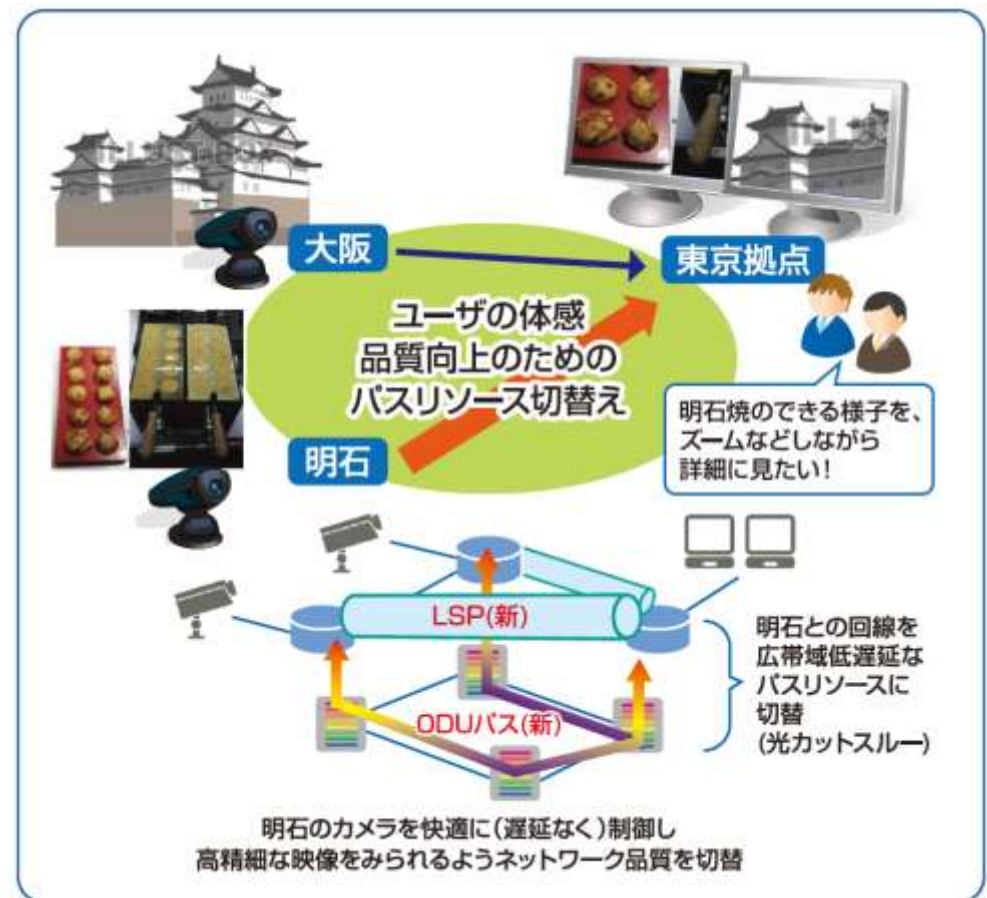 大阪
東京拠点
ユーザの体感
品質向上のための
パスリソース切替え
明石
明石焼のできる様子を、
ズームなどしながら
詳細に見たい!
LSP(新)
ODUパス(新)
明石との回線を
広帯域低遅延な
パスリソースに
切替
(光カットスルー)
明石のカメラを快適に(遅延なく)制御し
高精細な映像をみられるようネットワーク品質を切替